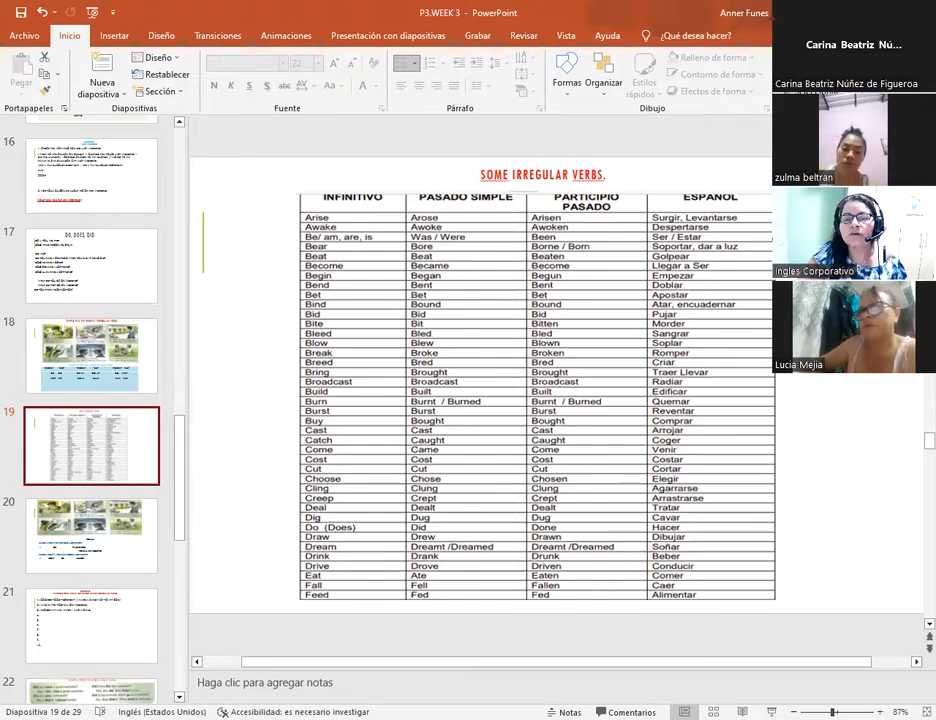 P3.WEEK 3 - PowerPoint
Anner Funes
Archivo Inicio Insertar Diseño Transiciones Animaciones Presentación con diapositivas Grabar Revisar Vista Ayuda ¿Qué desea hacer?
Pegar
Nueva diapositiva
Diseño
Restablecer
Sección
22
N K S S abc AV Aa A
Formas Organizar Estilos rápidos
Relleno de forma
Contorno de forma
Efectos de forma
Portapapeles Diapositivas Fuente Párrafo Dibujo
Carina Beatriz Nú...
Carina Beatriz Núñez de Figueroa
zulma beltran
Ingles Corporativo
Lucia Mejia
16
17
DO, DOES, DID
18
19
20
21
22
SOME IRREGULAR VERBS.
INFINITIVO PASADO SIMPLE PARTICIPIO PASADO ESPAÑOL
Arise Arose Arisen Surgir, Levantarse
Awake Awoke Awoken Despertarse
Be/ am, are, is Was / Were Been Ser / Estar
Bear Bore Borne / Born Soportar, dar a luz
Beat Beat Beaten Golpear
Become Became Become Llegar a Ser
Begin Began Begun Empezar
Bend Bent Bent Doblar
Bet Bet Bet Apostar
Bind Bound Bound Atar, encuadernar
Bid Bid Bid Pujar
Bite Bit Bitten Morder
Bleed Bled Bled Sangrar
Blow Blew Blown Soplar
Break Broke Broken Romper
Breed Bred Bred Criar
Bring Brought Brought Traer Llevar
Broadcast Broadcast Broadcast Radiar
Build Built Built Edificar
Burn Burnt / Burned Burnt / Burned Quemar
Burst Burst Burst Reventar
Buy Bought Bought Comprar
Cast Cast Cast Arrojar
Catch Caught Caught Coger
Come Came Come Venir
Cost Cost Cost Costar
Cut Cut Cut Cortar
Choose Chose Chosen Elegir
Cling Clung Clung Agarrarse
Creep Crept Crept Arrastrarse
Deal Dealt Dealt Tratar
Dig Dug Dug Cavar
Do (Does) Did Done Hacer
Draw Drew Drawn Dibujar
Dream Dreamt /Dreamed Dreamt /Dreamed Soñar
Drink Drank Drunk Beber
Drive Drove Driven Conducir
Eat Ate Eaten Comer
Fall Fell Fallen Caer
Feed Fed Fed Alimentar
Haga clic para agregar notas
Diapositiva 19 de 29 Inglés (Estados Unidos) Accesibilidad: es necesario investigar Notas Comentarios 87%